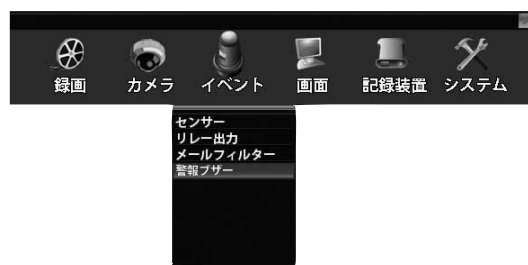 録画 カメラ イベント 画面 記録装置 システム
センサー
リレー出力
メールフィルター
警報ブザー